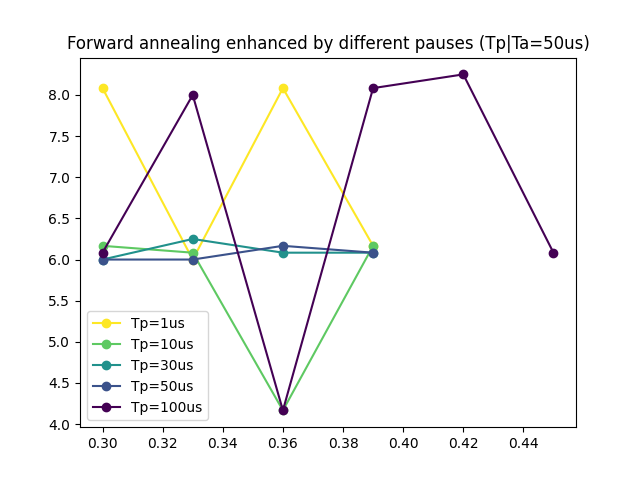 Forward annealing enhanced by different pauses (Tp|Ta=50us)
8.0
7.5
7.0
6.5
6.0
5.5
5.0
4.5
4.0
Tp=1us
Tp=10us
Tp=30us
Tp=50us
Tp=100us
0.30 0.32 0.34 0.36 0.38 0.40 0.42 0.44